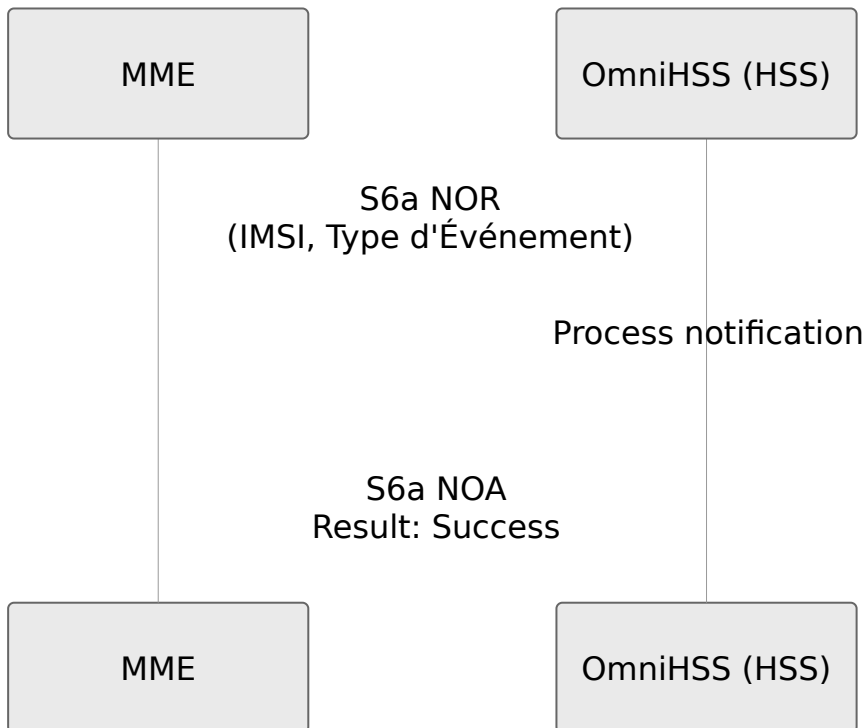 MME
OmniHSS (HSS)
S6a NOR
(IMSI, Type d'Événement)
Process notification
S6a NOA
Result: Success
MME
OmniHSS (HSS)